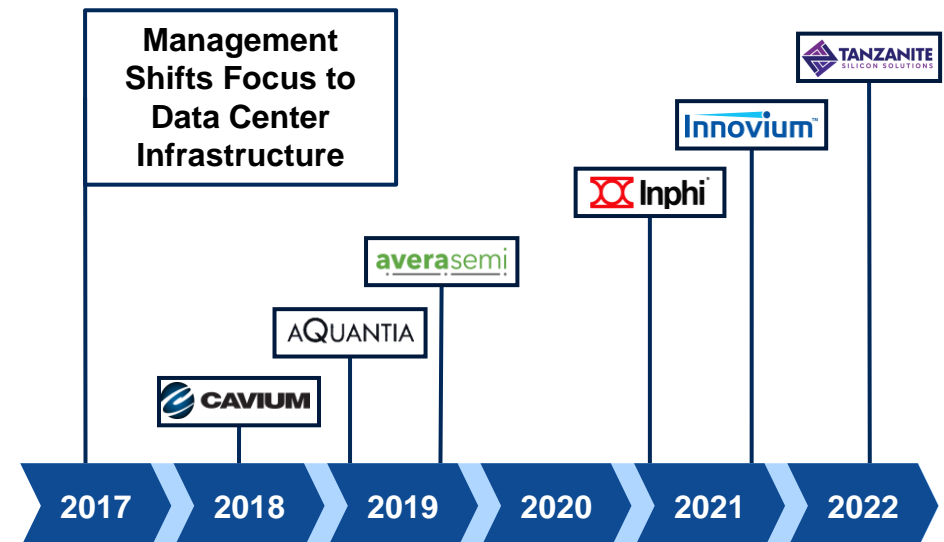 Management
Shifts Focus to
Data Center
Infrastructure
TANZANITE
SILICON SOLUTIONS
Innovium™
Inphi
averasemi
AQUANTIA
CAVIUM
2017
2018
2019
2020
2021
2022